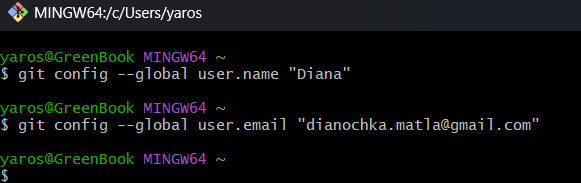 MINGW64:/c/Users/yaros
yaros@GreenBook MINGW64 ~
$ git config --global user.name "Diana"
yaros@GreenBook MINGW64 ~
$ git config --global user.email "dianochka.matla@gmail.com"
yaros@GreenBook MINGW64 ~
$